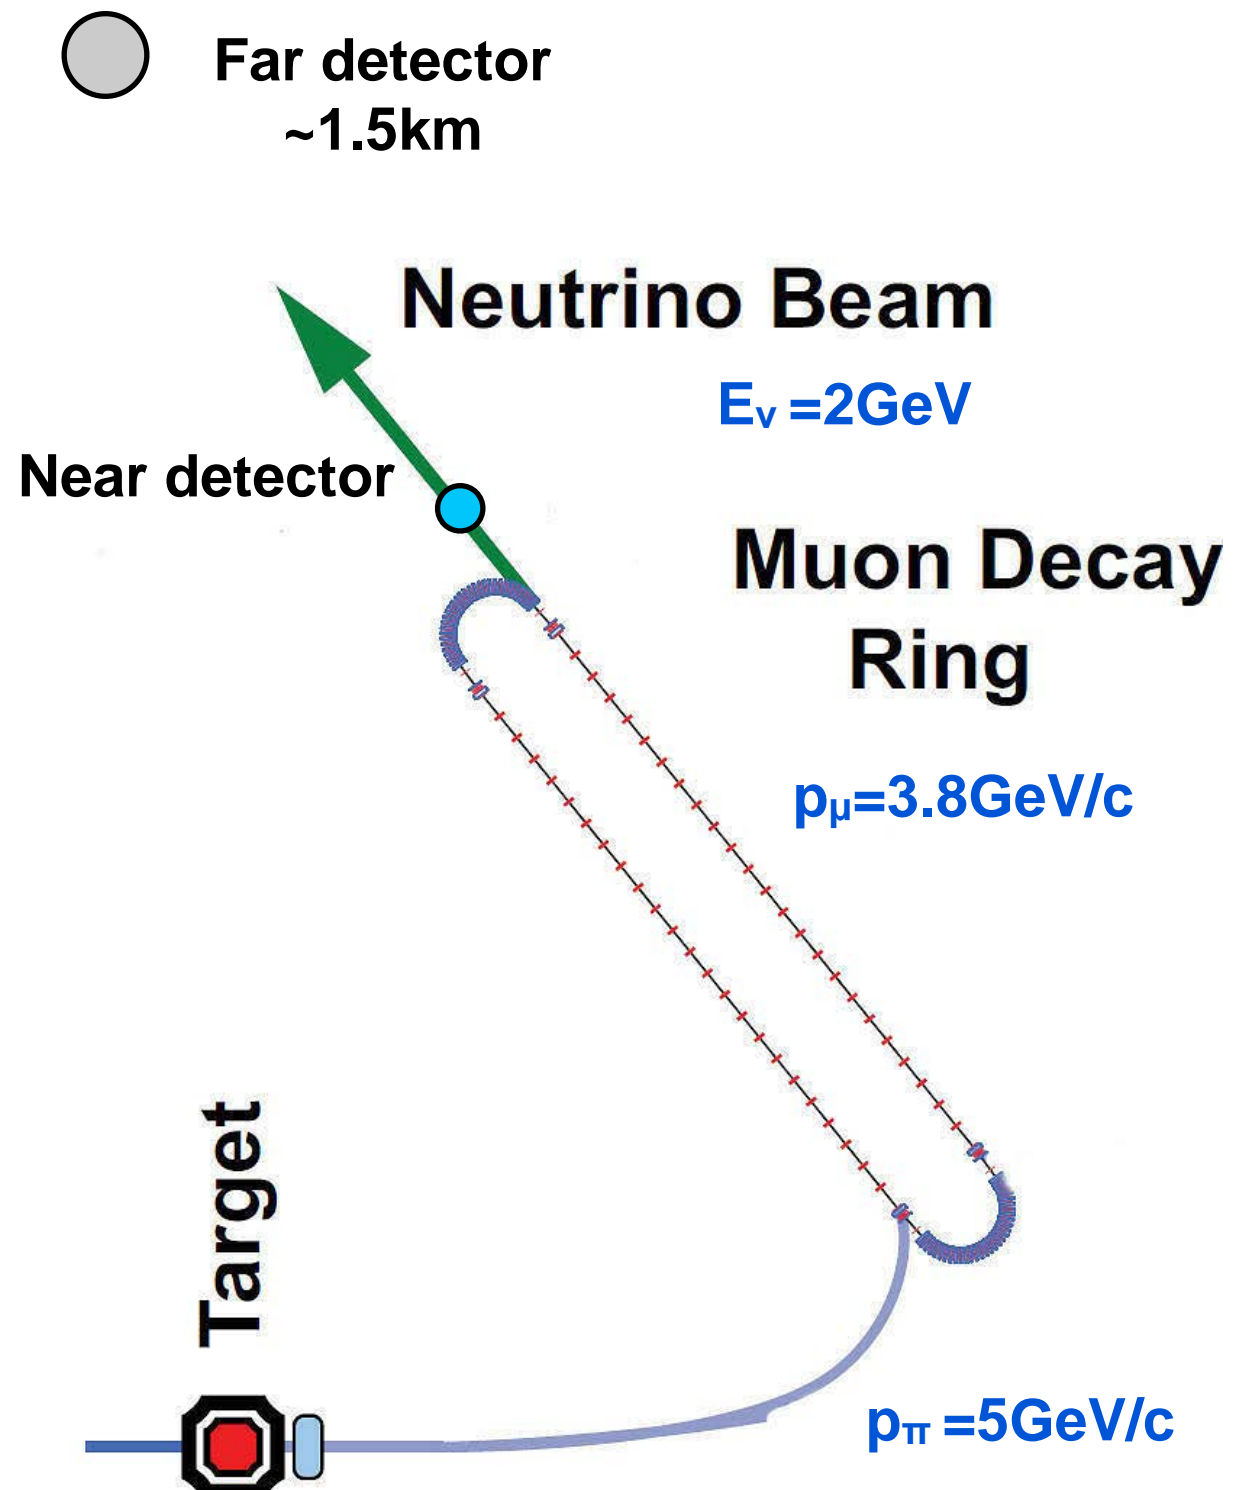 Far detector
~1.5km
Neutrino Beam
Eν =2GeV
Near detector
Muon Decay
Ring
pμ=3.8GeV/c
Target
pπ =5GeV/c